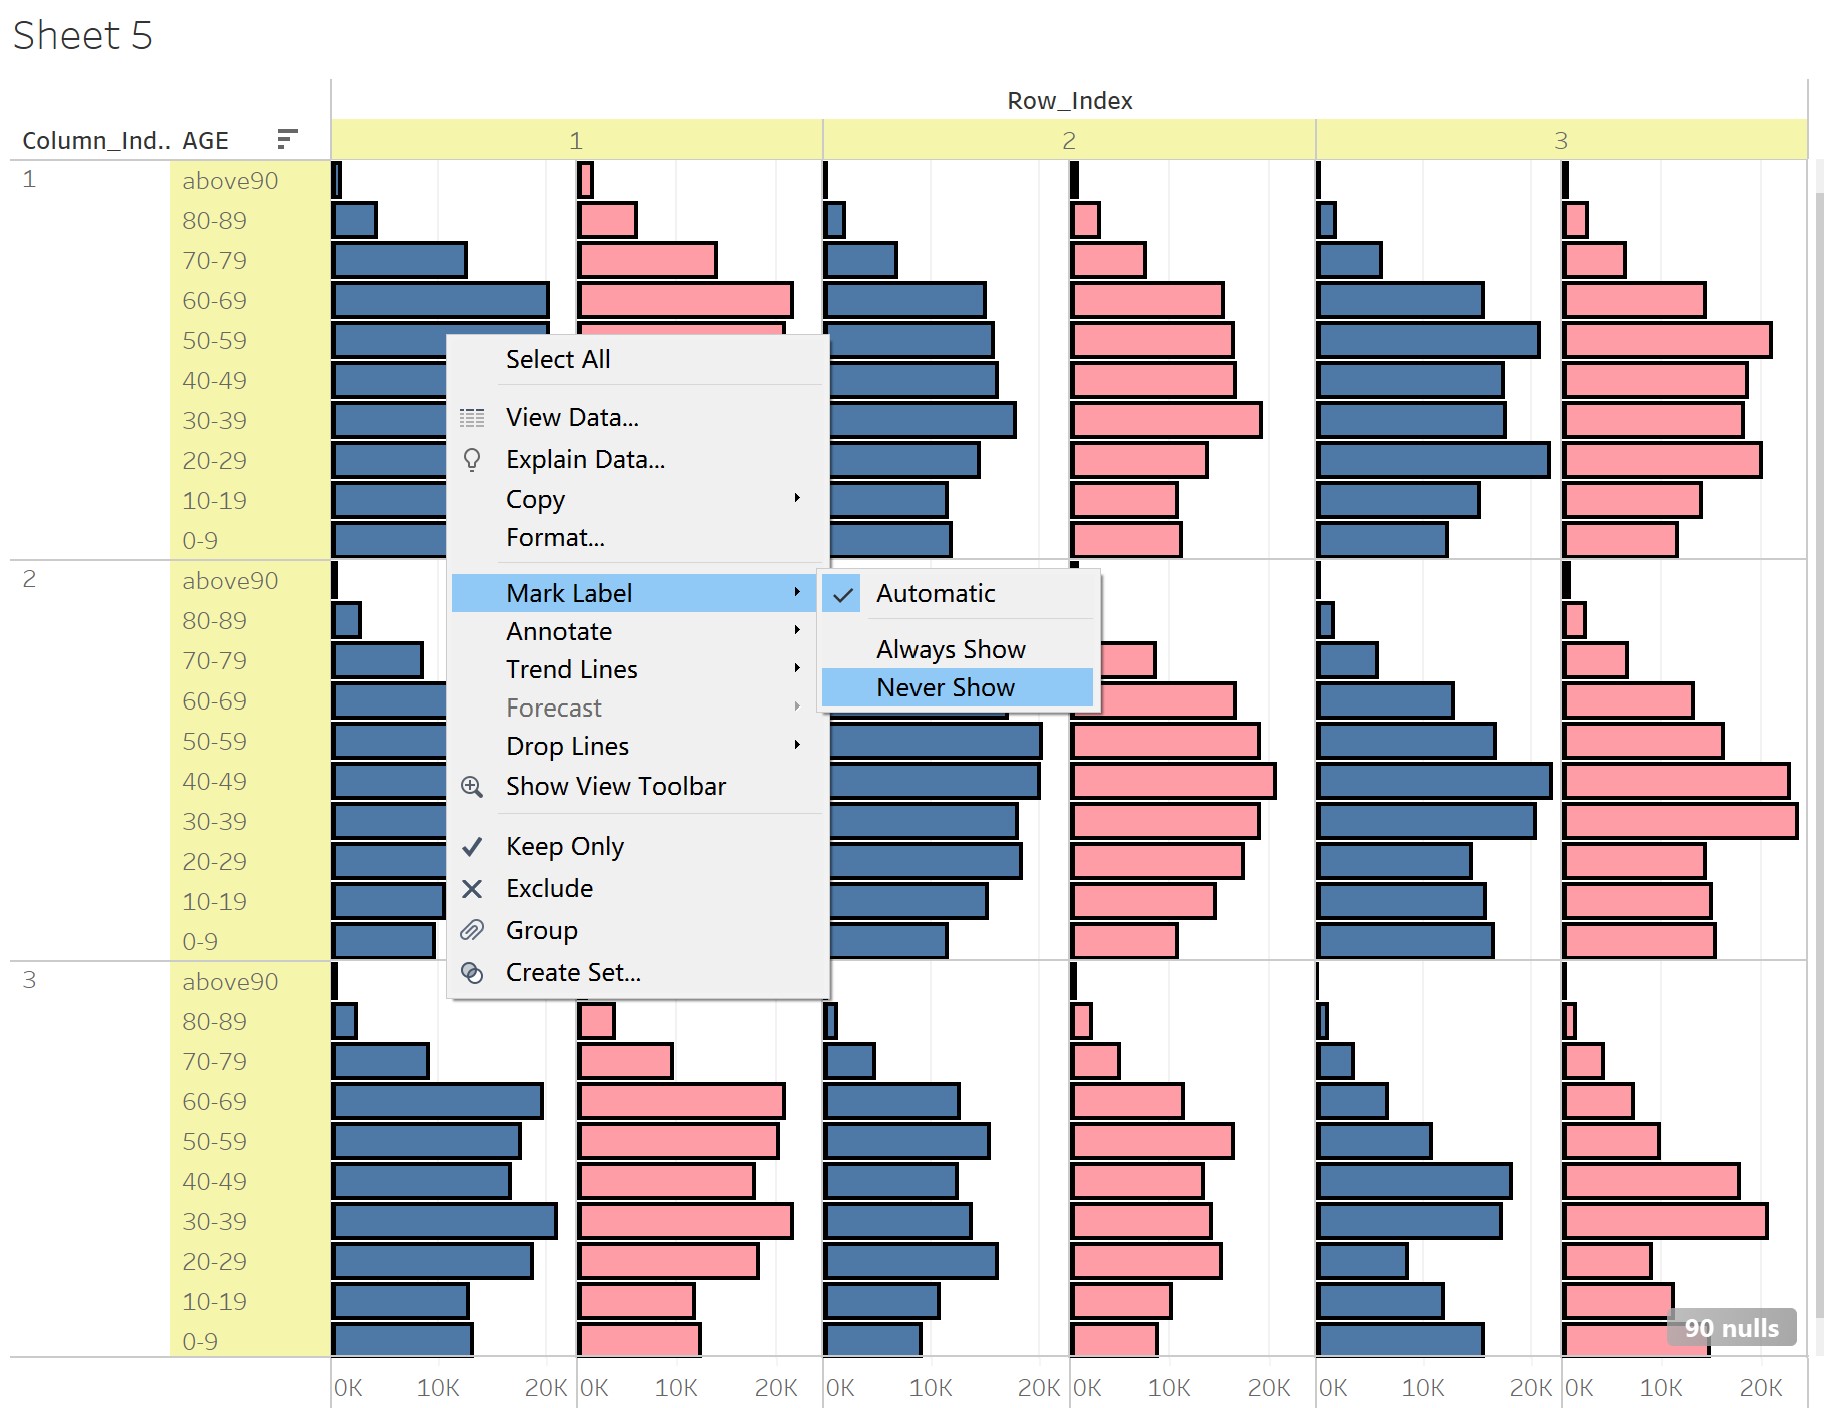 Sheet 5
Row_Index
Column_Ind.. AGE 1 2 3
1 above90
80-89
70-79
60-69
50-59
Select All
40-49
View Data...
30-39
Explain Data...
20-29
Copy
10-19
Format...
0-9
2 above90
Mark Label Automatic
80-89
Annotate
Always Show
70-79
Trend Lines
Never Show
60-69
Forecast
50-59
Drop Lines
40-49
Show View Toolbar
30-39
Keep Only
20-29
Exclude
10-19
Group
0-9
Create Set...
3 above90
80-89
70-79
60-69
50-59
40-49
30-39
20-29
10-19
90 nulls
0-9
0K 10K 20K 0K 10K 20K 0K 10K 20K 0K 10K 20K 0K 10K 20K 0K 10K 20K